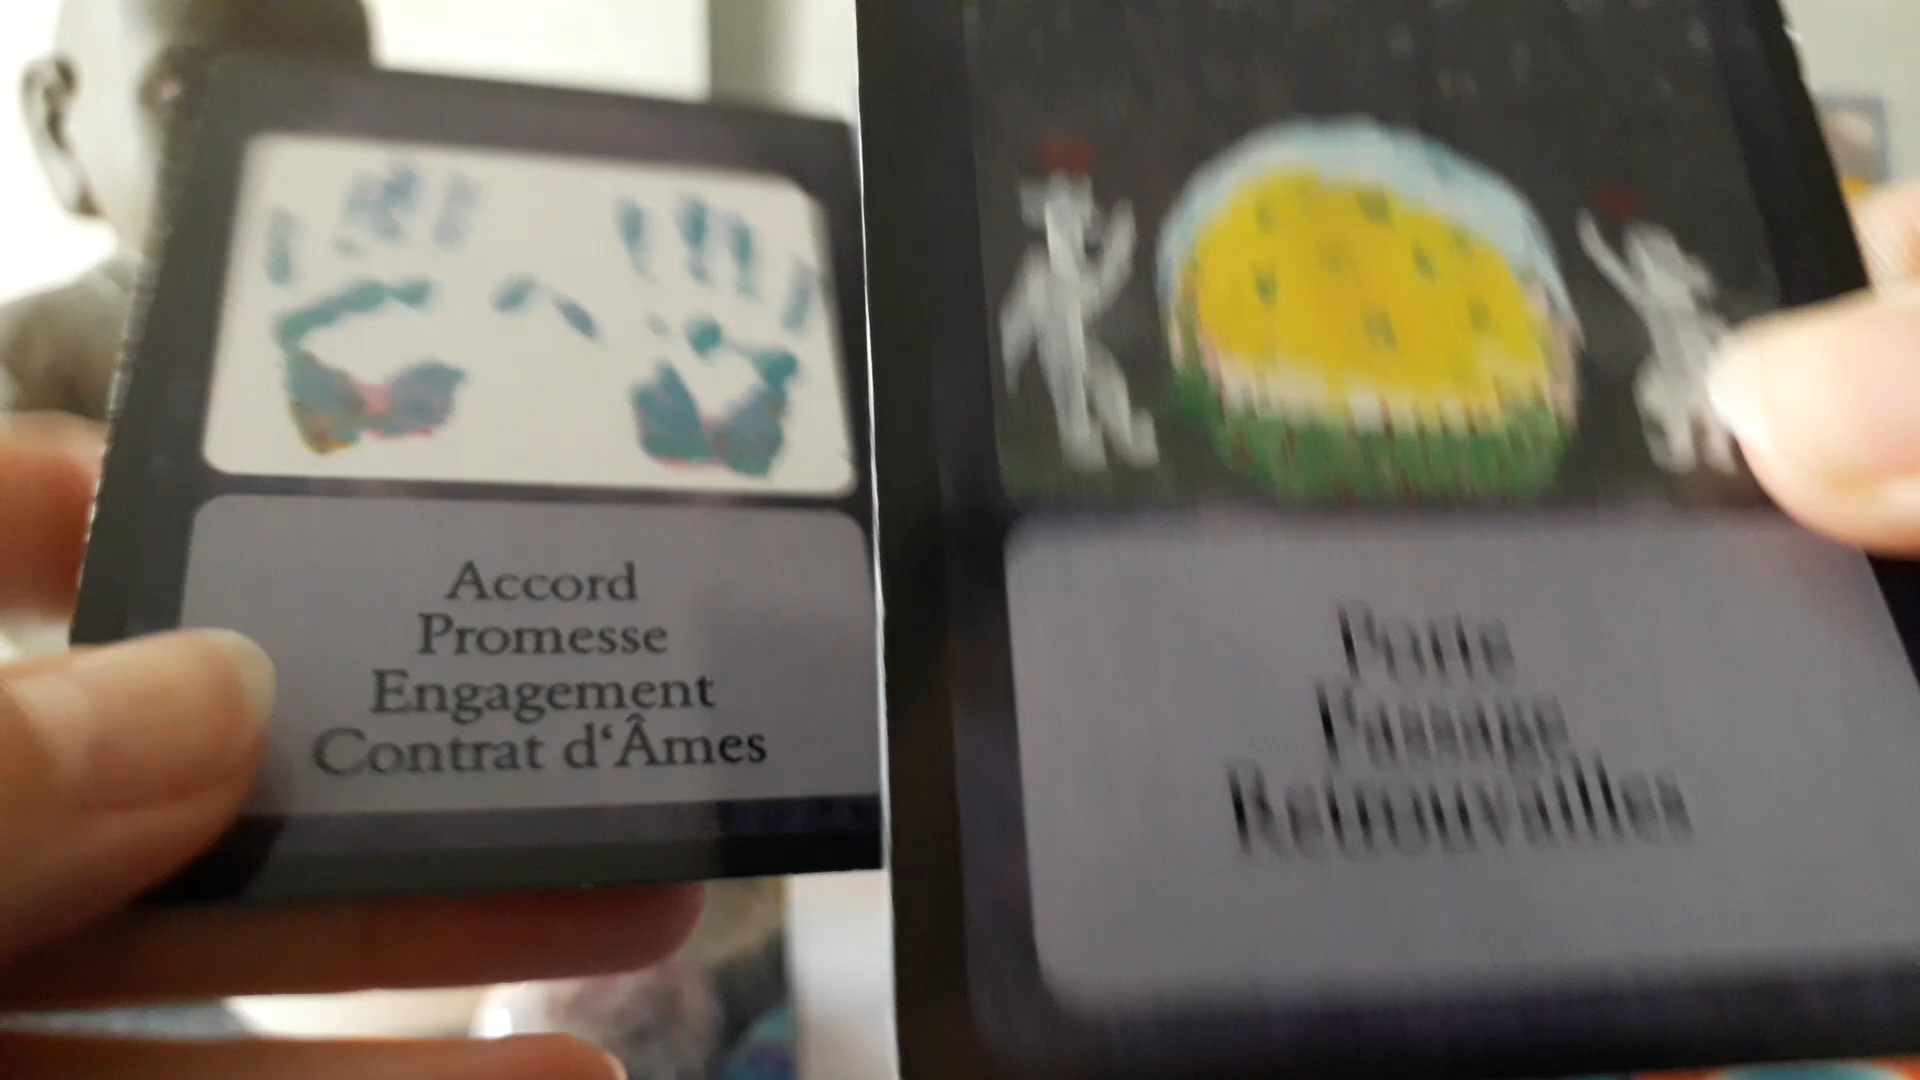 Accord
Promesse
Engagement
Contrat d‘Âmes
Porte
Passage
Retrouvailles